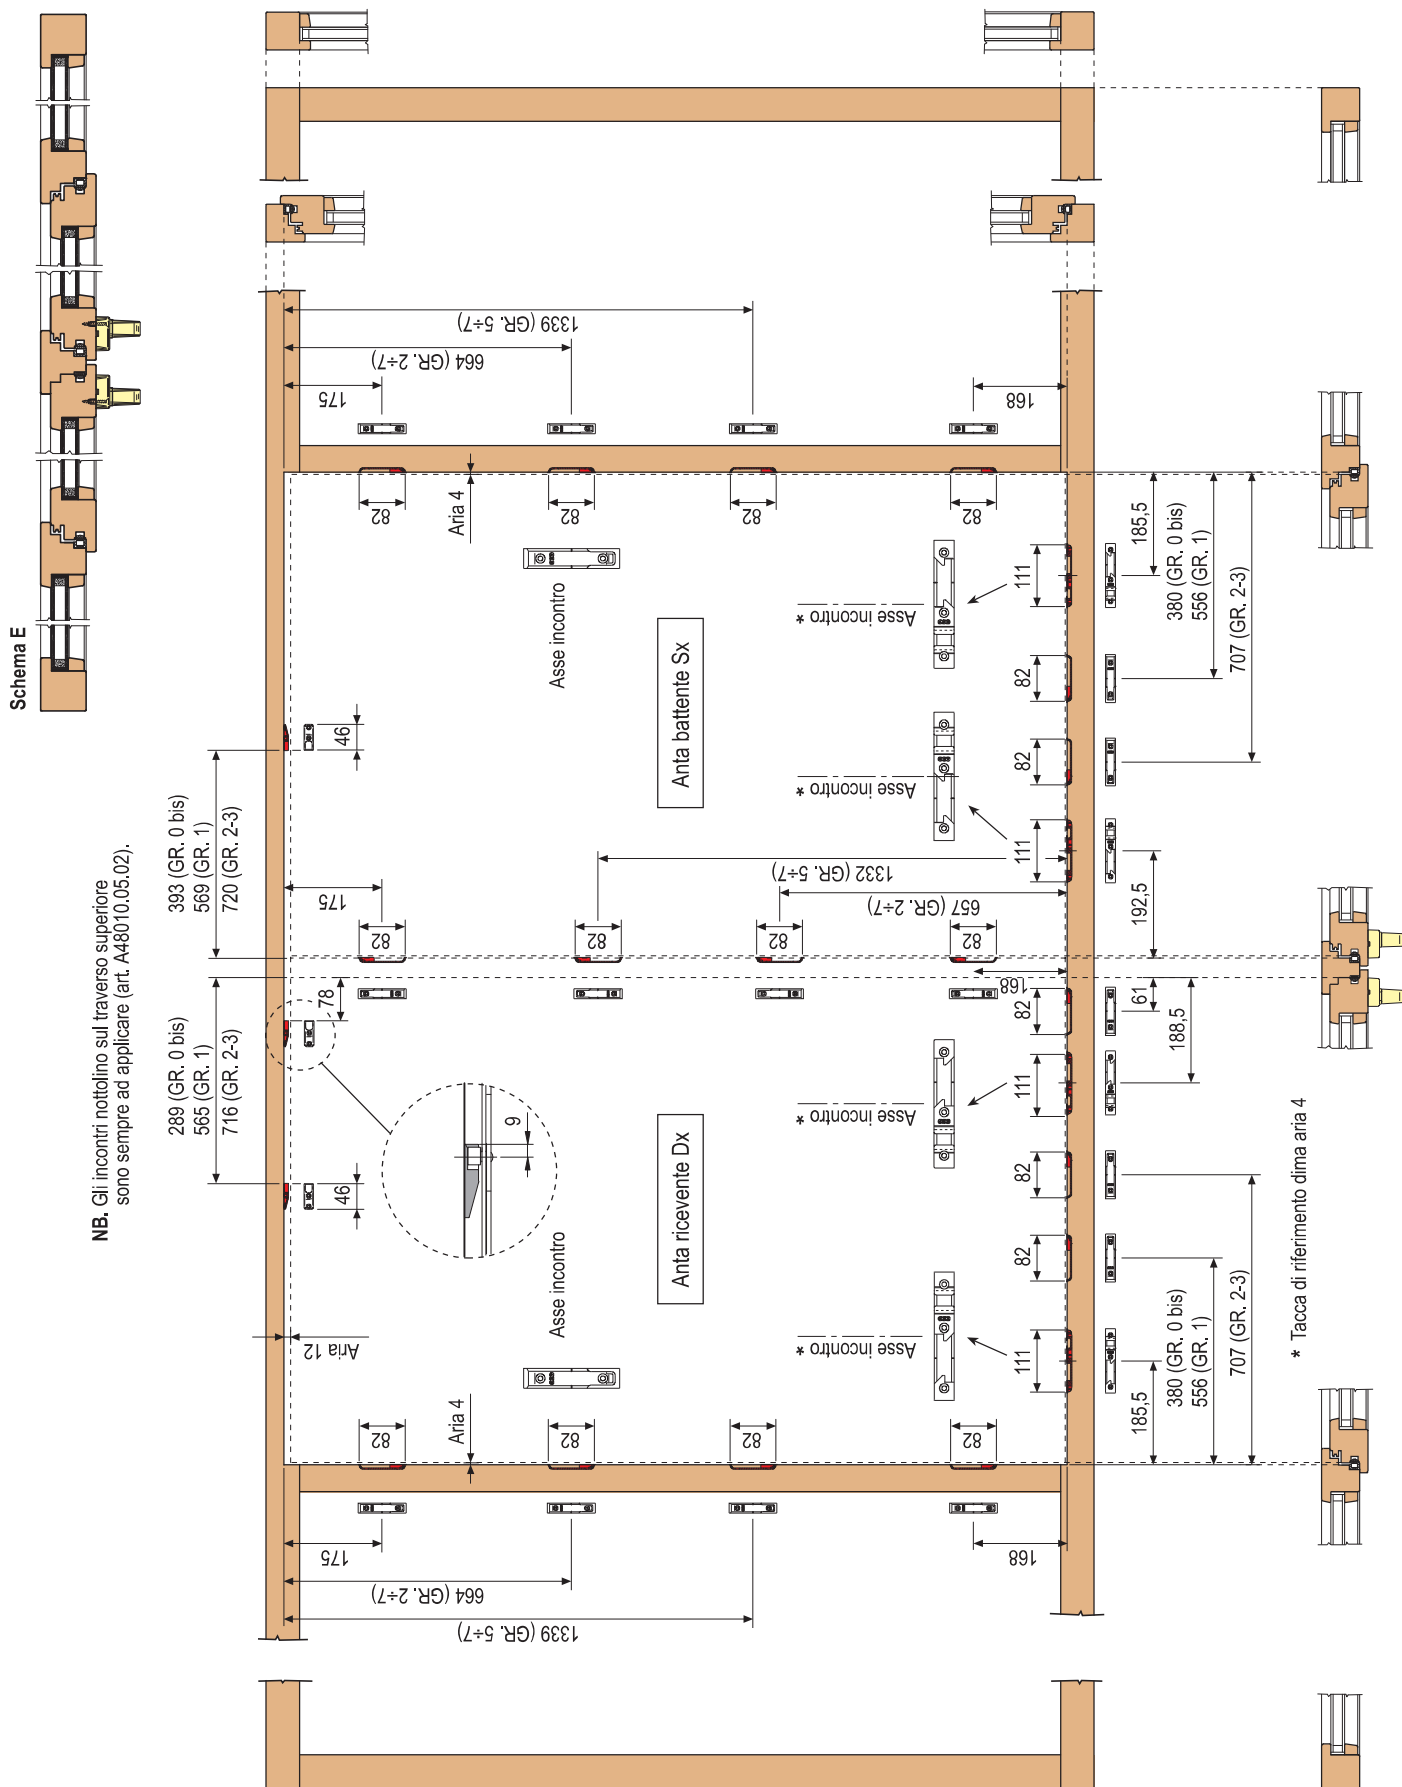 Schema E
NB. Gli incontri nottolino sul traverso superiore
sono sempre ad applicare (art. A48010.05.02).
289 (GR. 0 bis)
565 (GR. 1)
716 (GR. 2-3)
393 (GR. 0 bis)
569 (GR. 1)
720 (GR. 2-3)
46
78
175
46
Aria 12
9
175
664 (GR. 2÷7)
1339 (GR. 5÷7)
168
175
664 (GR. 2÷7)
1339 (GR. 5÷7)
168
82
82
82
82
Aria 4
82
82
82
82
Aria 4
82
82
82
82
Asse incontro
Asse incontro
Anta ricevente Dx
Anta battente Sx
1332 (GR. 5÷7)
657 (GR. 2÷7)
168
Asse incontro *
Asse incontro *
Asse incontro *
Asse incontro *
111
82
82
111
82
111
82
82
111
185,5
380 (GR. 0 bis)
556 (GR. 1)
707 (GR. 2-3)
188,5
61
192,5
185,5
380 (GR. 0 bis)
556 (GR. 1)
707 (GR. 2-3)
* Tacca di riferimento dima aria 4